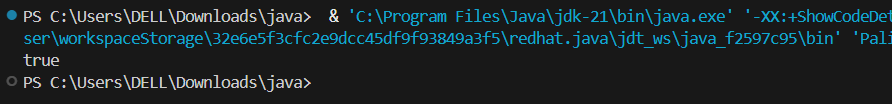 PS C:\Users\DELL\Downloads\java>  & 'C:\Program Files\Java\jdk-21\bin\java.exe' '-XX:+ShowCodeDet
ser\workspaceStorage\32e6e5f3cfc2e9dcc45df9f93849a3f5\redhat.java\jdt_ws\java_f2597c95\bin' 'Pali
true
PS C:\Users\DELL\Downloads\java>